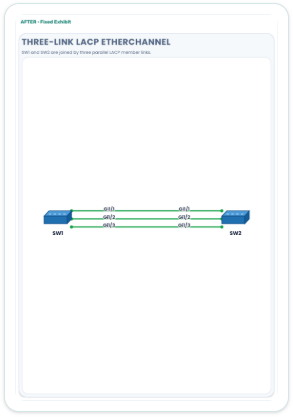 AFTER · Fixed Exhibit
THREE-LINK LACP ETHERCHANNEL
SW1 and SW2 are joined by three parallel LACP member links.
Gi1/1 Gi1/1
Gi1/2 Gi1/2
Gi1/3 Gi1/3
SW1 SW2